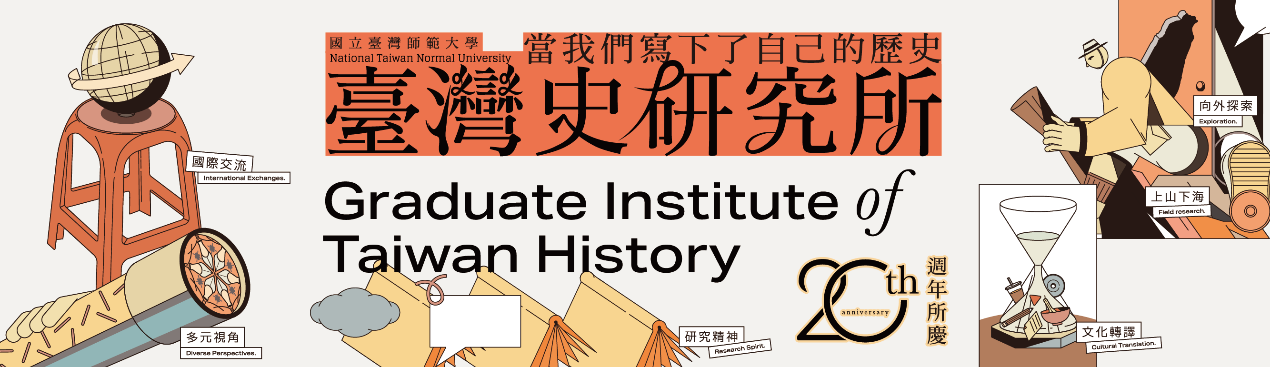 國立臺灣師範大學
National Taiwan Normal University
當我們寫下了自己的歷史
臺灣史研究所
Graduate Institute of
Taiwan History
20th
anniversary
週年所慶
國際交流
International Exchanges.
多元視角
Diverse Perspectives.
研究精神
Research Spirit.
向外探索
Exploration.
上山下海
Field research.
文化轉譯
Cultural Translation.